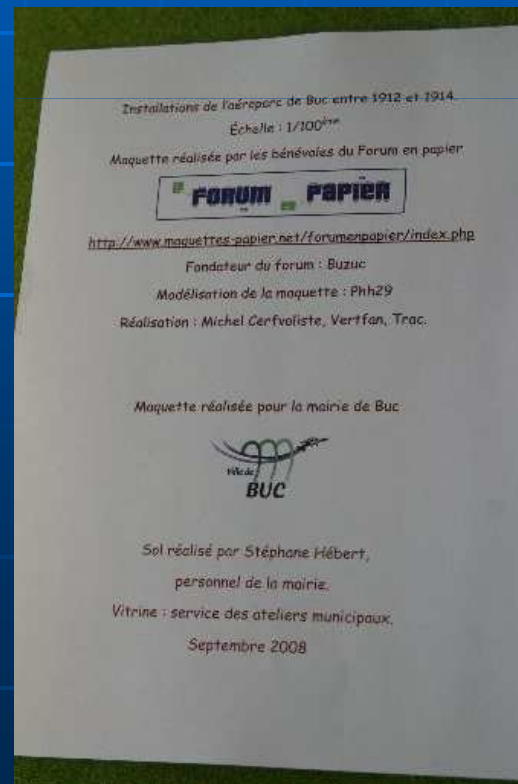 Installations de l'aéroparc de Buc entre 1912 et 1914.
Échelle : 1/100ème
Maquette réalisée par les bénévoles du Forum en papier
FORUM EN PAPIER
http://www.maquettes-papier.net/forumenpapier/index.php
Fondateur du forum : Buzuc
Modélisation de la maquette : Phh29
Réalisation : Michel Cerfvoliste, Vertfan, Trac.
Maquette réalisée pour la mairie de Buc
Ville de
BUC
Sol réalisé par Stéphane Hébert,
personnel de la mairie.
Vitrine : service des ateliers municipaux.
Septembre 2008